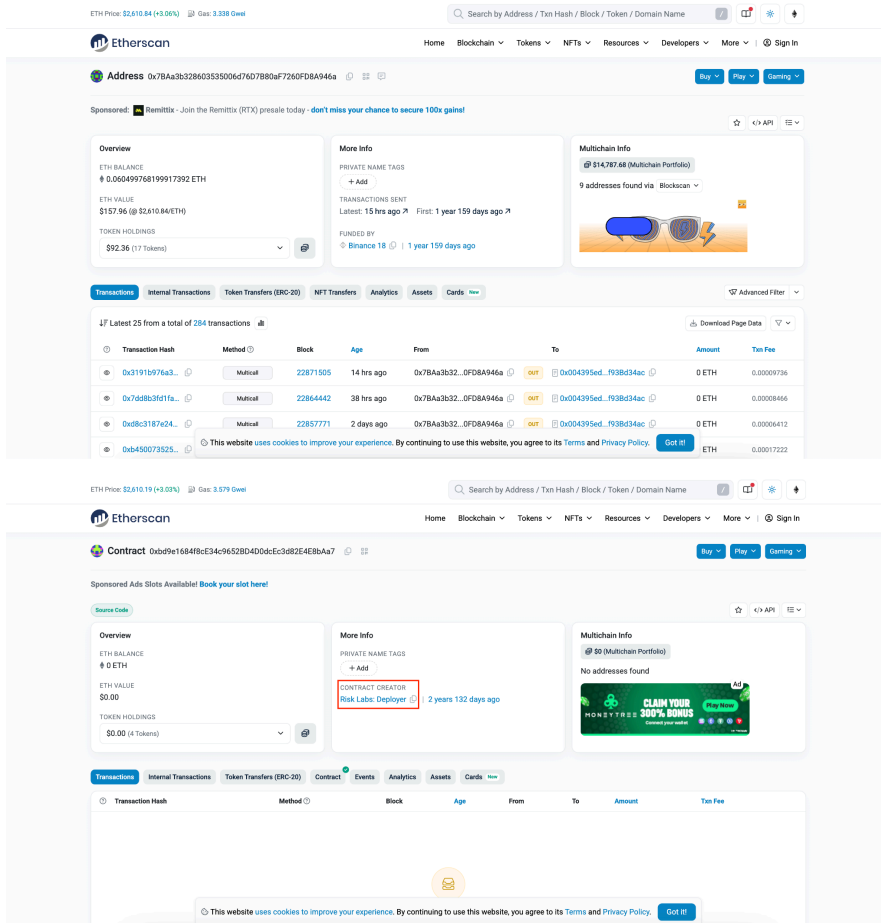 ETH Price: $2,610.84 (+3.06%) Gas: 3.338 Gwei
Search by Address / Txn Hash / Block / Token / Domain Name /
Etherscan
Home Blockchain Tokens NFTs Resources Developers More | Sign In
Address 0x7BAa3b328603535006d76D7B80aF7260FD8A946a
Buy Play Gaming
Sponsored: Remittix - Join the Remittix (RTX) presale today - don't miss your chance to secure 100x gains!
</> API
Overview
ETH BALANCE
0.060499768199917392 ETH
ETH VALUE
$157.96 (@ $2,610.84/ETH)
TOKEN HOLDINGS
$92.36 (17 Tokens)
More Info
PRIVATE NAME TAGS
+ Add
TRANSACTIONS SENT
Latest: 15 hrs ago ↗ First: 1 year 159 days ago ↗
FUNDED BY
Binance 18 | 1 year 159 days ago
Multichain Info
$14,787.68 (Multichain Portfolio)
9 addresses found via Blockscan
Transactions Internal Transactions Token Transfers (ERC-20) NFT Transfers Analytics Assets Cards New
Advanced Filter
Latest 25 from a total of 284 transactions
Download Page Data
Transaction Hash Method Block Age From To Amount Txn Fee
0x3191b976a3... Multicall 22871505 14 hrs ago 0x7BAa3b32...0FD8A946a OUT 0x004395ed...f93Bd34ac 0 ETH 0.00009736
0x7dd8b3fd1fa... Multicall 22864442 38 hrs ago 0x7BAa3b32...0FD8A946a OUT 0x004395ed...f93Bd34ac 0 ETH 0.00008466
0xd8c3187e24... Multicall 22857771 2 days ago 0x7BAa3b32...0FD8A946a OUT 0x004395ed...f93Bd34ac 0 ETH 0.00006412
0xb450073525... ETH 0.00017222
This website uses cookies to improve your experience. By continuing to use this website, you agree to its Terms and Privacy Policy. Got it!
ETH Price: $2,610.19 (+3.03%) Gas: 3.579 Gwei
Search by Address / Txn Hash / Block / Token / Domain Name /
Etherscan
Home Blockchain Tokens NFTs Resources Developers More | Sign In
Contract 0xbd9e1684f8cE34c9652BD4D0dcEc3d82E4E8bAa7
Buy Play Gaming
Sponsored Ads Slots Available! Book your slot here!
Source Code
</> API
Overview
ETH BALANCE
0 ETH
ETH VALUE
$0.00
TOKEN HOLDINGS
$0.00 (4 Tokens)
More Info
PRIVATE NAME TAGS
+ Add
CONTRACT CREATOR
Risk Labs: Deployer | 2 years 132 days ago
Multichain Info
$0 (Multichain Portfolio)
No addresses found
Ad
MONEYTREE
CLAIM YOUR
300% BONUS
Connect your wallet
Play Now
Transactions Internal Transactions Token Transfers (ERC-20) Contract Events Analytics Assets Cards New
Transaction Hash Method Block Age From To Amount Txn Fee
This website uses cookies to improve your experience. By continuing to use this website, you agree to its Terms and Privacy Policy. Got it!